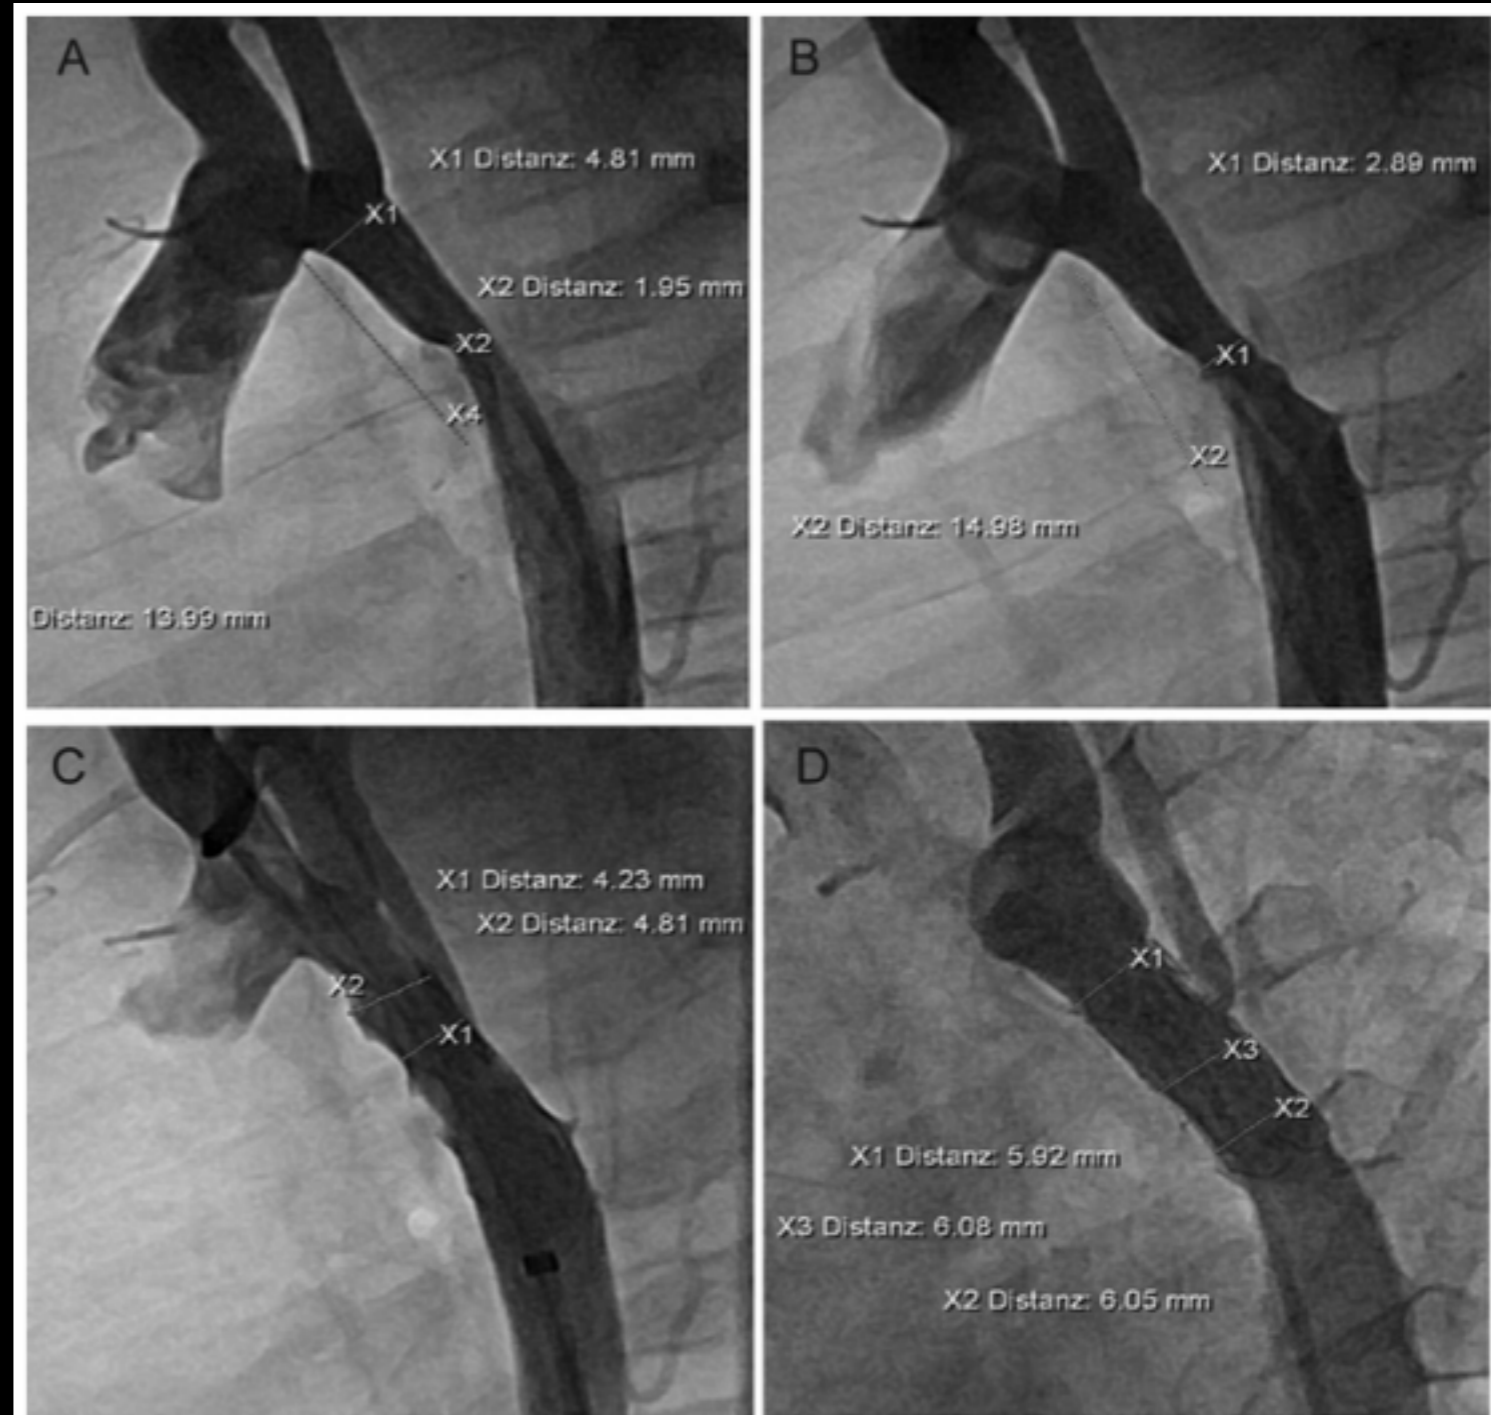 A
X1 Distanz: 4.81 mm
X1
X2 Distanz: 1.95 mm
X2
X4
Distanz: 13.99 mm
B
X1 Distanz: 2.89 mm
X1
X2
X2 Distanz: 14.98 mm
C
X1 Distanz: 4.23 mm
X2 Distanz: 4.81 mm
X2
X1
D
X1
X3
X2
X1 Distanz: 5.92 mm
X3 Distanz: 6.08 mm
X2 Distanz: 6.05 mm